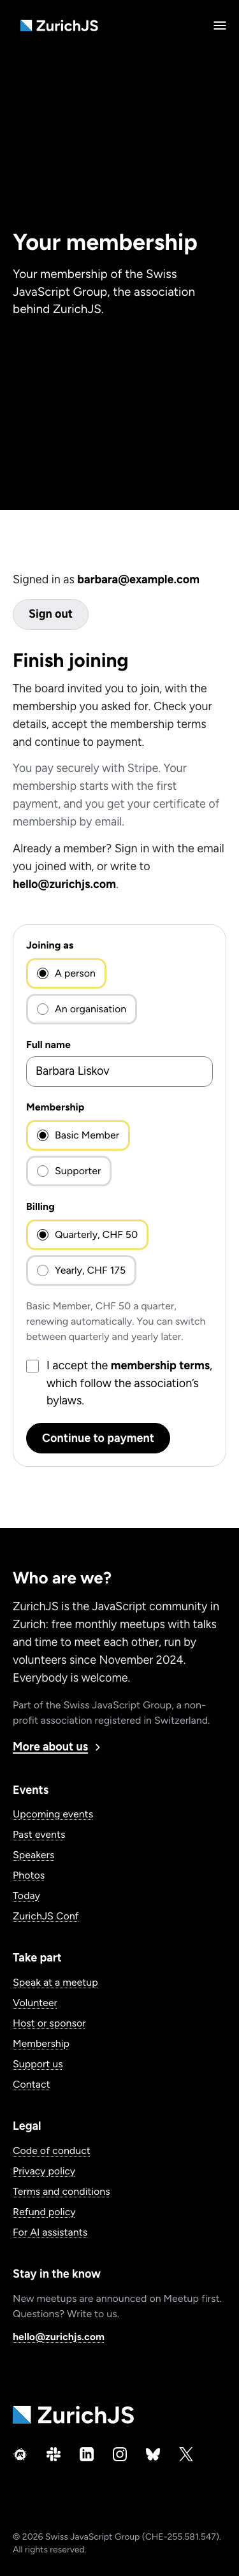 ZurichJS
Your membership
Your membership of the Swiss
JavaScript Group, the association
behind ZurichJS.
Signed in as barbara@example.com
Sign out
Finish joining
The board invited you to join, with the
membership you asked for. Check your
details, accept the membership terms
and continue to payment.
You pay securely with Stripe. Your
membership starts with the first
payment, and you get your certificate of
membership by email.
Already a member? Sign in with the email
you joined with, or write to
hello@zurichjs.com.
Joining as
A person
An organisation
Full name
Barbara Liskov
Membership
Basic Member
Supporter
Billing
Quarterly, CHF 50
Yearly, CHF 175
Basic Member, CHF 50 a quarter,
renewing automatically. You can switch
between quarterly and yearly later.
I accept the membership terms,
which follow the association’s
bylaws.
Continue to payment
Who are we?
ZurichJS is the JavaScript community in
Zurich: free monthly meetups with talks
and time to meet each other, run by
volunteers since November 2024.
Everybody is welcome.
Part of the Swiss JavaScript Group, a non-
profit association registered in Switzerland.
More about us
Events
Upcoming events
Past events
Speakers
Photos
Today
ZurichJS Conf
Take part
Speak at a meetup
Volunteer
Host or sponsor
Membership
Support us
Contact
Legal
Code of conduct
Privacy policy
Terms and conditions
Refund policy
For AI assistants
Stay in the know
New meetups are announced on Meetup first.
Questions? Write to us.
hello@zurichjs.com
ZurichJS
© 2026 Swiss JavaScript Group (CHE-255.581.547).
All rights reserved.